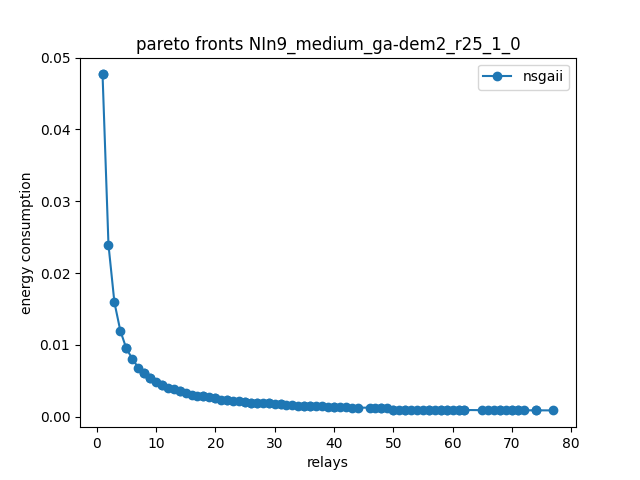 pareto fronts NIn9_medium_ga-dem2_r25_1_0
nsgaii
energy consumption
0.05
0.04
0.03
0.02
0.01
0.00
0 10 20 30 40 50 60 70 80
relays